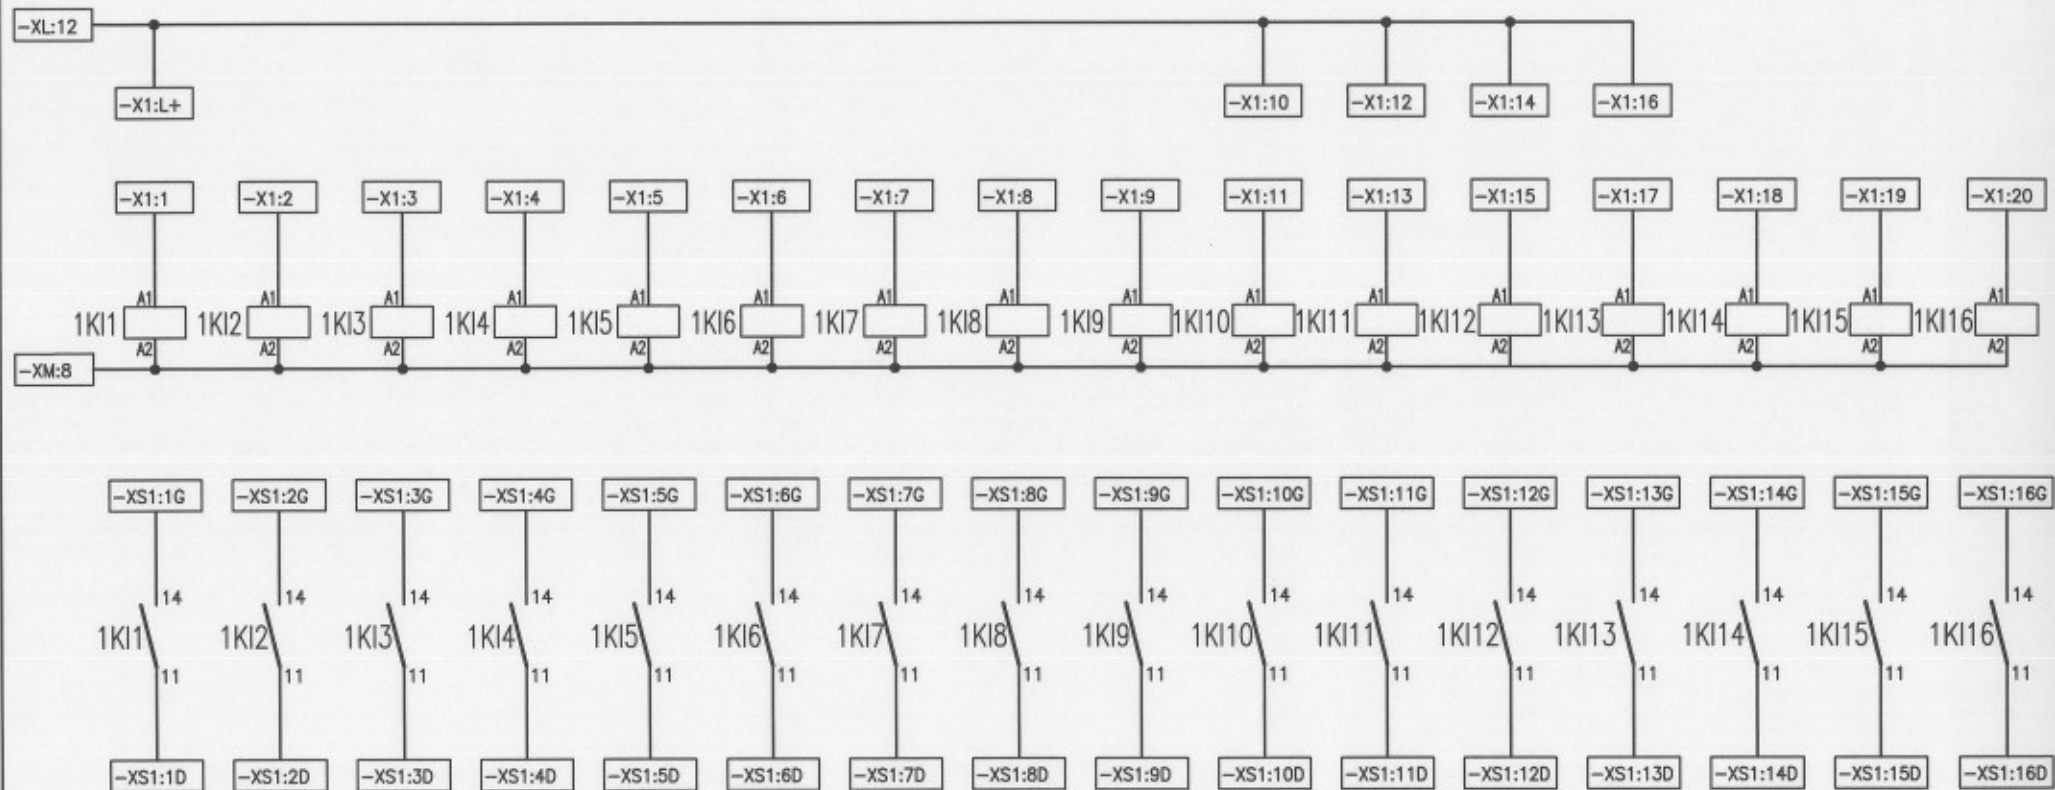 -XL:12
-X1:L+ -X1:10 -X1:12 -X1:14 -X1:16
-X1:1 -X1:2 -X1:3 -X1:4 -X1:5 -X1:6 -X1:7 -X1:8 -X1:9 -X1:11 -X1:13 -X1:15 -X1:17 -X1:18 -X1:19 -X1:20
A1 A1 A1 A1 A1 A1 A1 A1 A1 A1 A1 A1 A1 A1 A1 A1
1KI1 1KI2 1KI3 1KI4 1KI5 1KI6 1KI7 1KI8 1KI9 1KI10 1KI11 1KI12 1KI13 1KI14 1KI15 1KI16
A2 A2 A2 A2 A2 A2 A2 A2 A2 A2 A2 A2 A2 A2 A2 A2
-XM:8
-XS1:1G -XS1:2G -XS1:3G -XS1:4G -XS1:5G -XS1:6G -XS1:7G -XS1:8G -XS1:9G -XS1:10G -XS1:11G -XS1:12G -XS1:13G -XS1:14G -XS1:15G -XS1:16G
14 14 14 14 14 14 14 14 14 14 14 14 14 14 14 14
1KI1 1KI2 1KI3 1KI4 1KI5 1KI6 1KI7 1KI8 1KI9 1KI10 1KI11 1KI12 1KI13 1KI14 1KI15 1KI16
11 11 11 11 11 11 11 11 11 11 11 11 11 11 11 11
-XS1:1D -XS1:2D -XS1:3D -XS1:4D -XS1:5D -XS1:6D -XS1:7D -XS1:8D -XS1:9D -XS1:10D -XS1:11D -XS1:12D -XS1:13D -XS1:14D -XS1:15D -XS1:16D